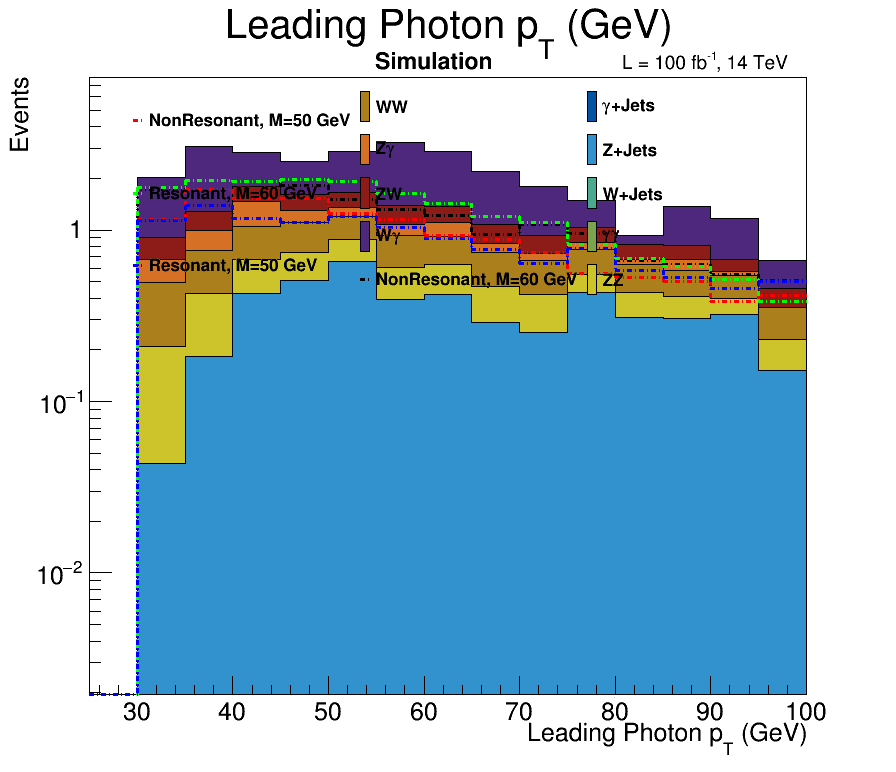 Leading Photon p_T (GeV)
Simulation
L = 100 fb⁻¹, 14 TeV
Events
NonResonant, M=50 GeV
Resonant, M=60 GeV
Resonant, M=50 GeV
WW
Zγ
ZW
Wγ
NonResonant, M=60 GeV
γ+Jets
Z+Jets
W+Jets
γγ
ZZ
1
10⁻¹
10⁻²
30 40 50 60 70 80 90 100
Leading Photon p_T (GeV)